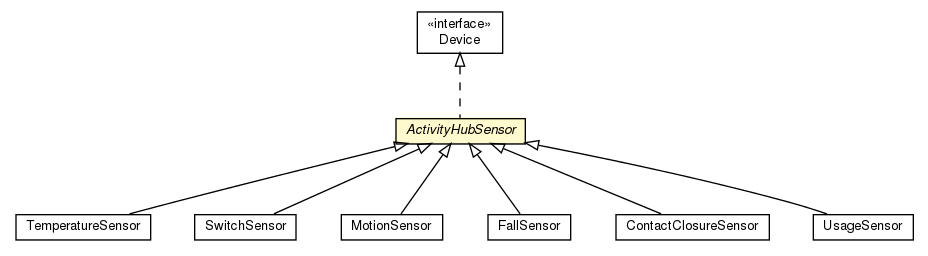 «interface»
Device
ActivityHubSensor
TemperatureSensor
SwitchSensor
MotionSensor
FallSensor
ContactClosureSensor
UsageSensor